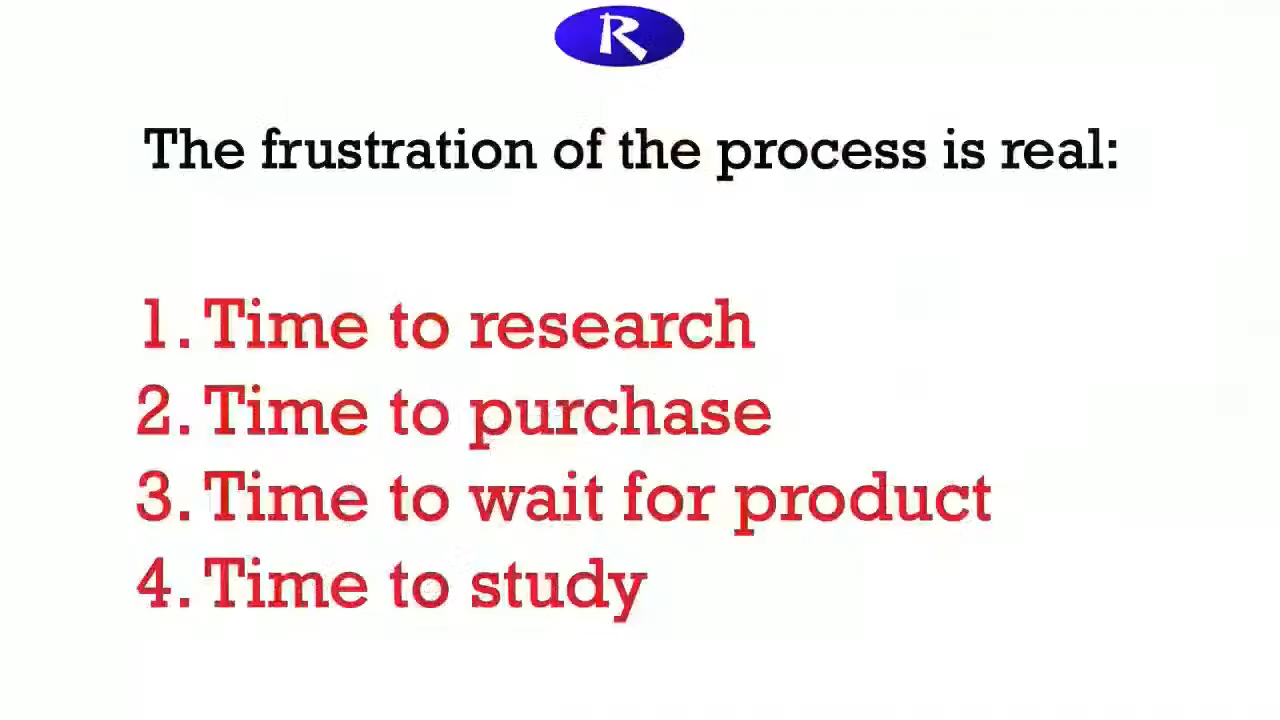 R
The frustration of the process is real:
1. Time to research
2. Time to purchase
3. Time to wait for product
4. Time to study